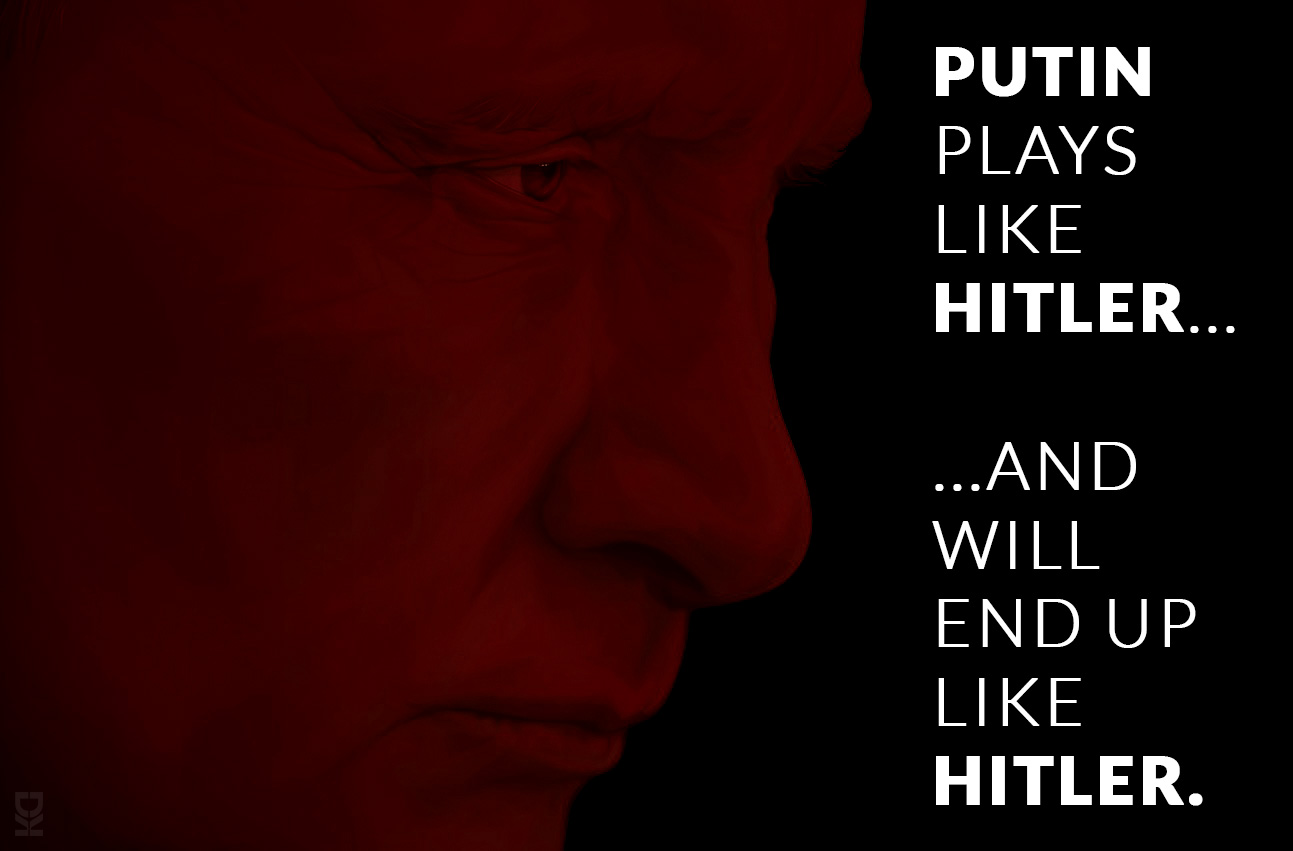 PUTIN
PLAYS
LIKE
HITLER...
...AND
WILL
END UP
LIKE
HITLER.